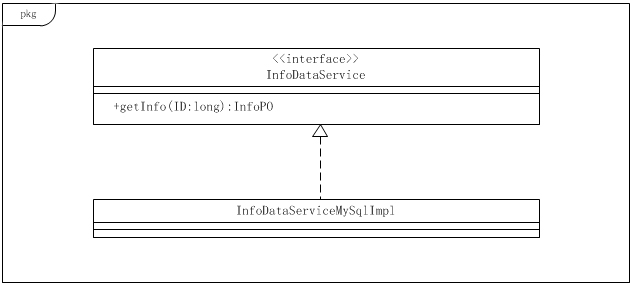 pkg
<<interface>>
InfoDataService
+getInfo(ID:long):InfoPO
InfoDataServiceMySqlImpl